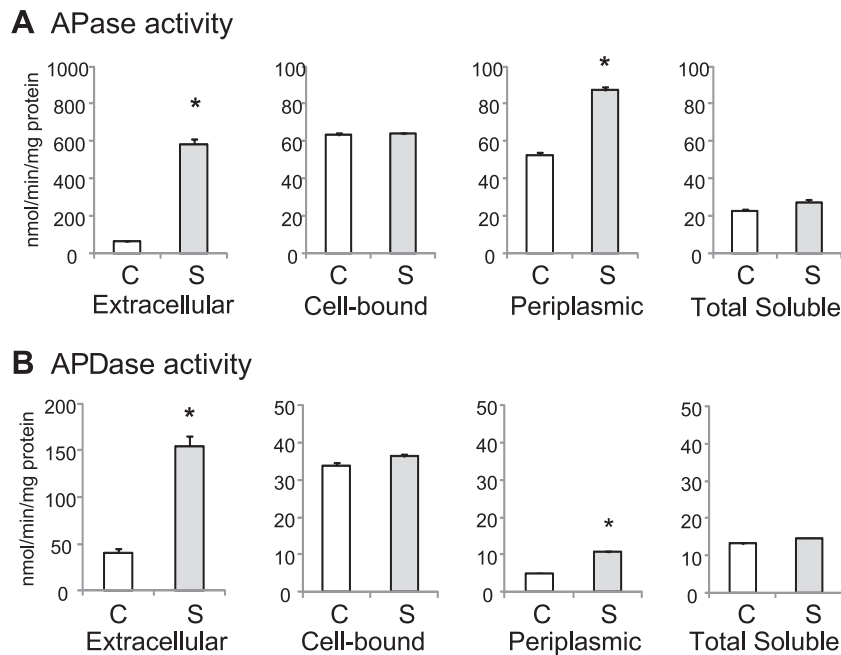 A APase activity
nmol/min/mg protein
1000
800
600
400
200
0
C S
Extracellular
*
100
80
60
40
20
0
C S
Cell-bound
100
80
60
40
20
0
C S
Periplasmic
*
100
80
60
40
20
0
C S
Total Soluble
B APDase activity
nmol/min/mg protein
200
150
100
50
0
C S
Extracellular
*
50
40
30
20
10
0
C S
Cell-bound
50
40
30
20
10
0
C S
Periplasmic
*
50
40
30
20
10
0
C S
Total Soluble